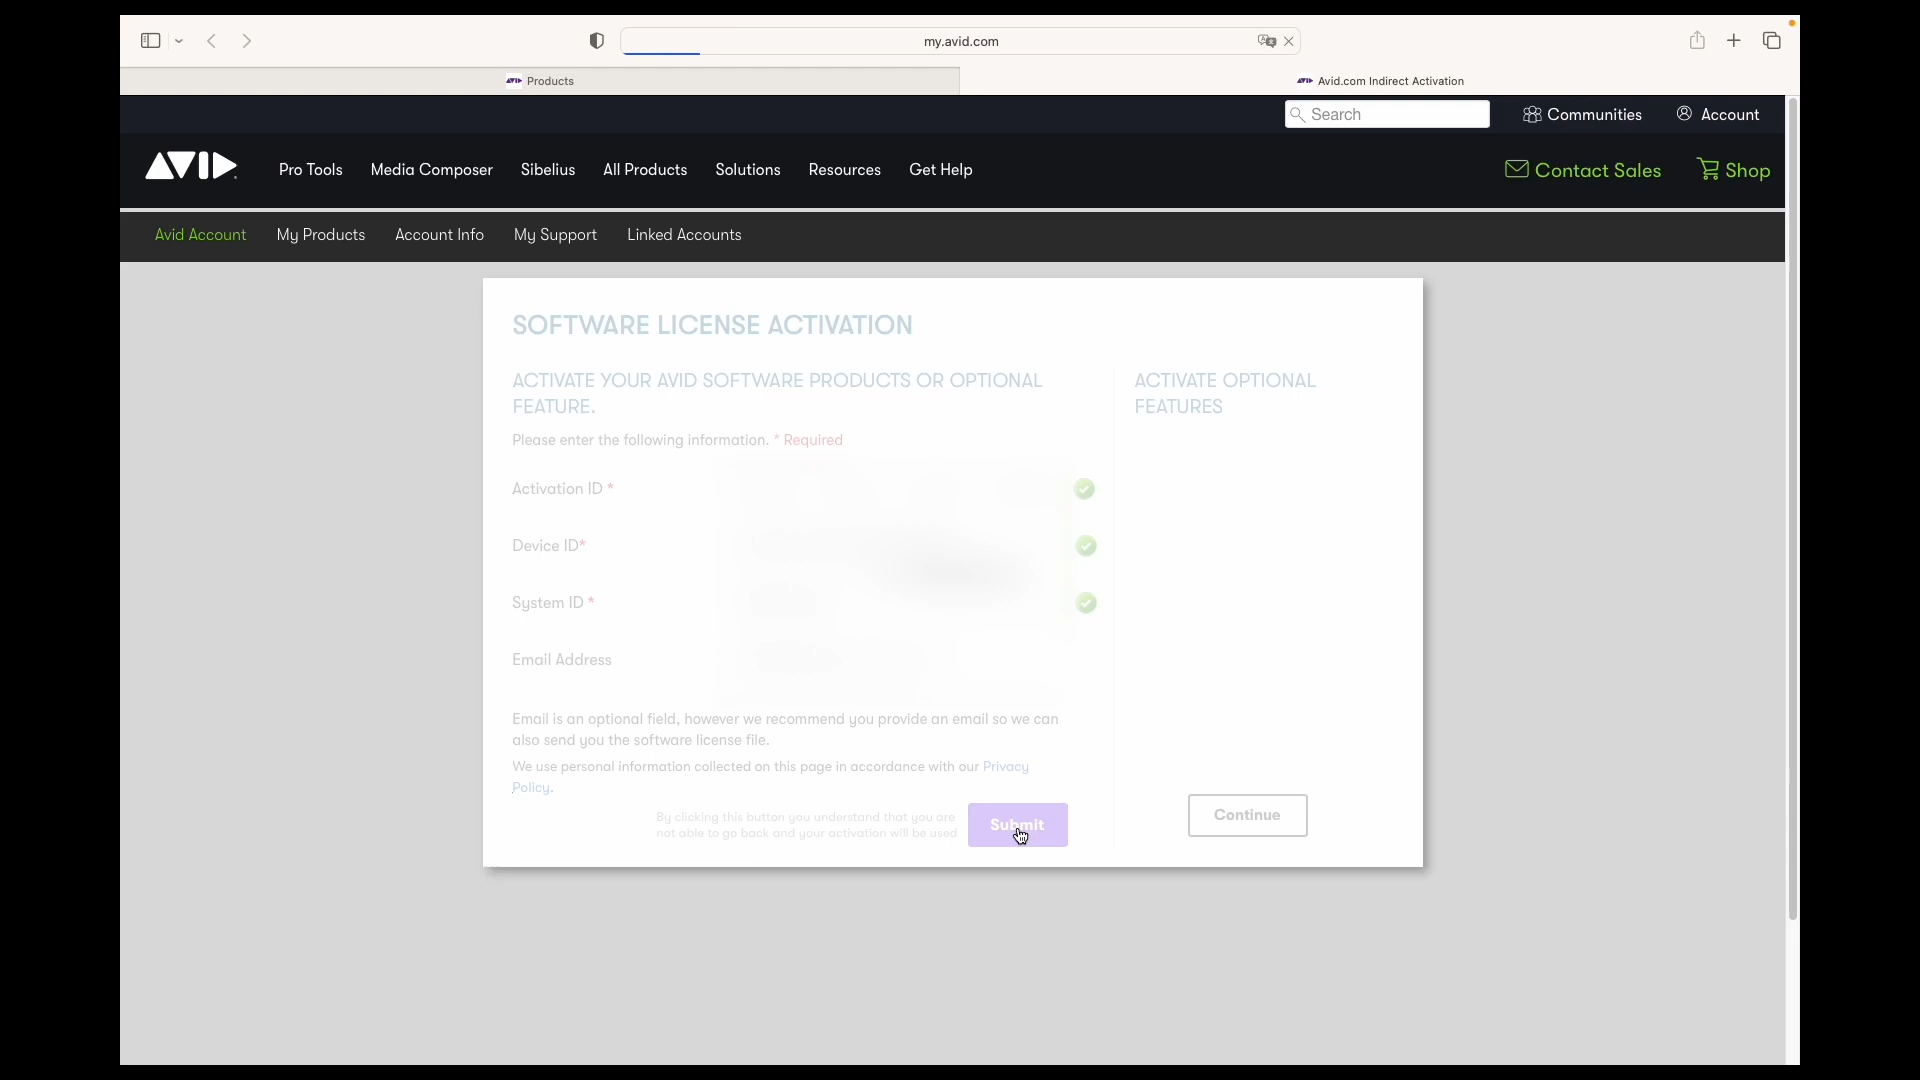 my.avid.com
AVID Products
AVID Avid.com Indirect Activation
Search
Communities
Account
AVID
Pro Tools
Media Composer
Sibelius
All Products
Solutions
Resources
Get Help
Contact Sales
Shop
Avid Account
My Products
Account Info
My Support
Linked Accounts
SOFTWARE LICENSE ACTIVATION
ACTIVATE YOUR AVID SOFTWARE PRODUCTS OR OPTIONAL
FEATURE.
Please enter the following information. * Required
Activation ID *
Device ID*
System ID *
Email Address
Email is an optional field, however we recommend you provide an email so we can
also send you the software license file.
We use personal information collected on this page in accordance with our Privacy
Policy.
By clicking this button you understand that you are
not able to go back and your activation will be used
Submit
ACTIVATE OPTIONAL
FEATURES
Continue